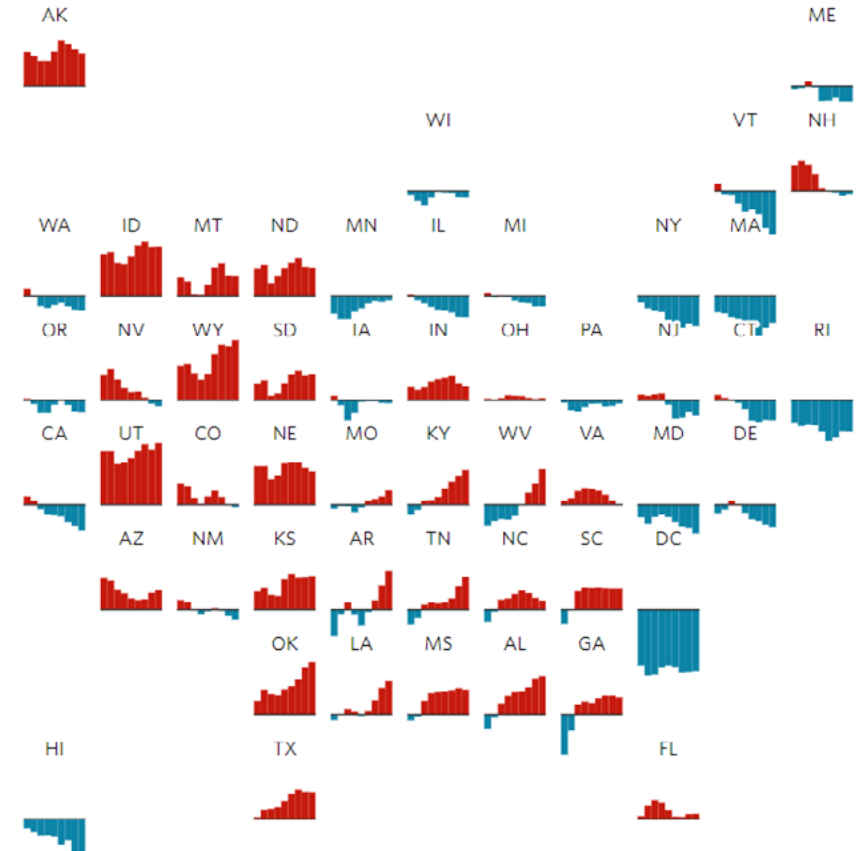 AK ME
WI VT NH
WA ID MT ND MN IL MI NY MA
OR NV WY SD IA IN OH PA NJ CT RI
CA UT CO NE MO KY WV VA MD DE
AZ NM KS AR TN NC SC DC
OK LA MS AL GA
HI TX FL